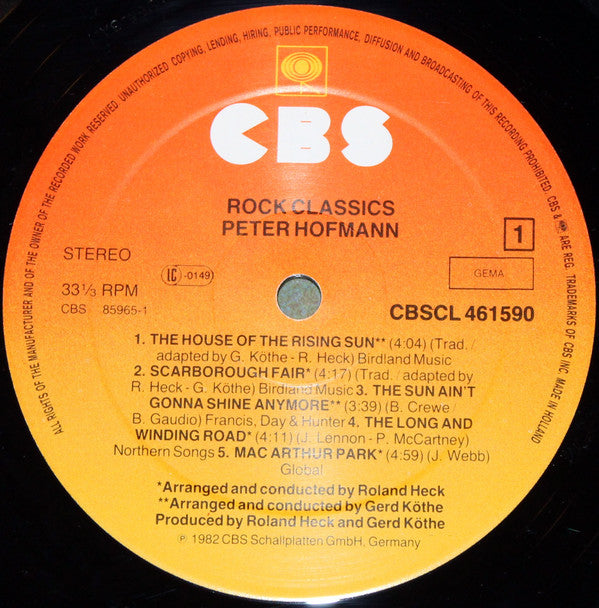 ALL RIGHTS OF THE MANUFACTURER AND OF THE OWNER OF THE RECORDED WORK RESERVED. UNAUTHORIZED COPYING, LENDING, HIRING, PUBLIC PERFORMANCE, DIFFUSION AND BROADCASTING OF THIS RECORDING PROHIBITED. CBS & ARE REG. TRADEMARKS OF CBS INC. MADE IN HOLLAND
CBS
ROCK CLASSICS
PETER HOFMANN
1
STEREO
IC -0149
GEMA
33⅓ RPM
CBS 85965-1
CBSCL 461590
1. THE HOUSE OF THE RISING SUN** (4:04) (Trad. /
adapted by G. Köthe - R. Heck) Birdland Music
2. SCARBOROUGH FAIR* (4:17) (Trad. / adapted by
R. Heck - G. Köthe) Birdland Music 3. THE SUN AIN'T
GONNA SHINE ANYMORE** (3:39) (B. Crewe /
B. Gaudio) Francis, Day & Hunter 4. THE LONG AND
WINDING ROAD* (4:11) (J. Lennon - P. McCartney)
Northern Songs 5. MAC ARTHUR PARK* (4:59) (J. Webb)
Global
*Arranged and conducted by Roland Heck
**Arranged and conducted by Gerd Köthe
Produced by Roland Heck and Gerd Köthe
℗ 1982 CBS Schallplatten GmbH, Germany